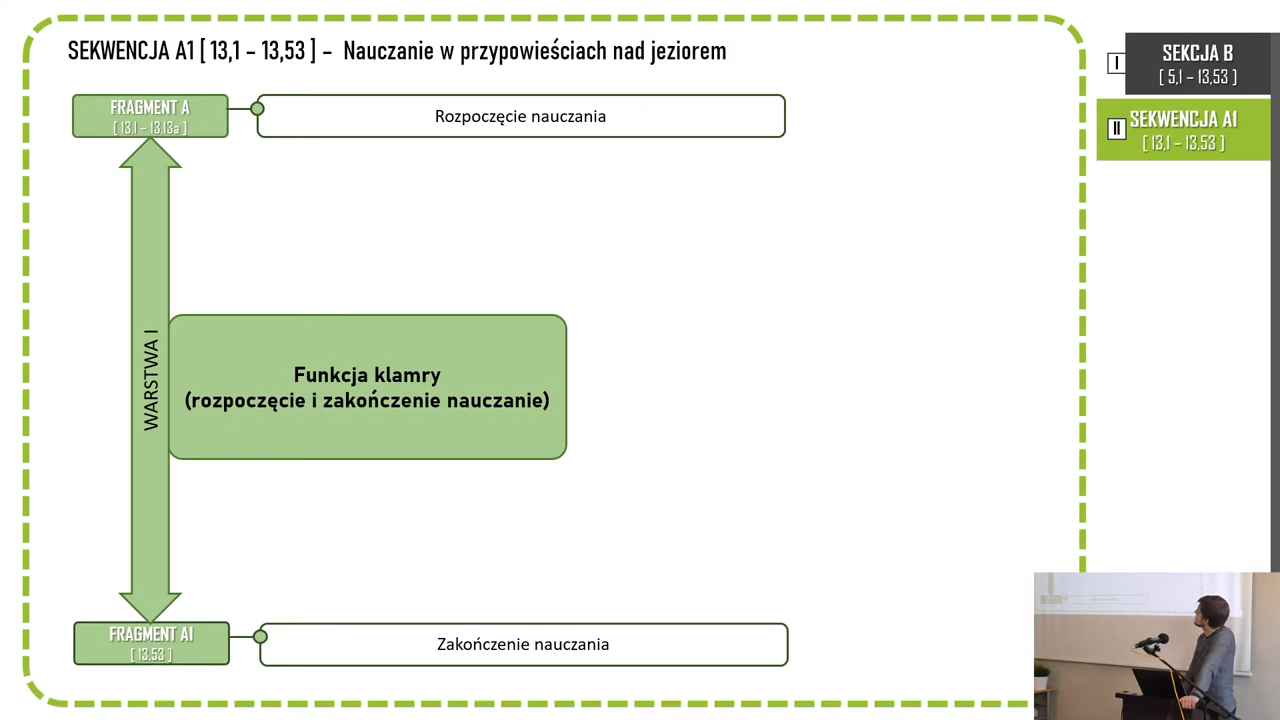 SEKWENCJA A1 [ 13,1 – 13,53 ] – Nauczanie w przypowieściach nad jeziorem
FRAGMENT A
[ 13,1 – 13,13a ]
Rozpoczęcie nauczania
WARSTWA I
Funkcja klamry
(rozpoczęcie i zakończenie nauczanie)
FRAGMENT A1
[ 13,53 ]
Zakończenie nauczania
I
SEKCJA B
[ 5,1 – 13,53 ]
II
SEKWENCJA A1
[ 13,1 – 13,53 ]